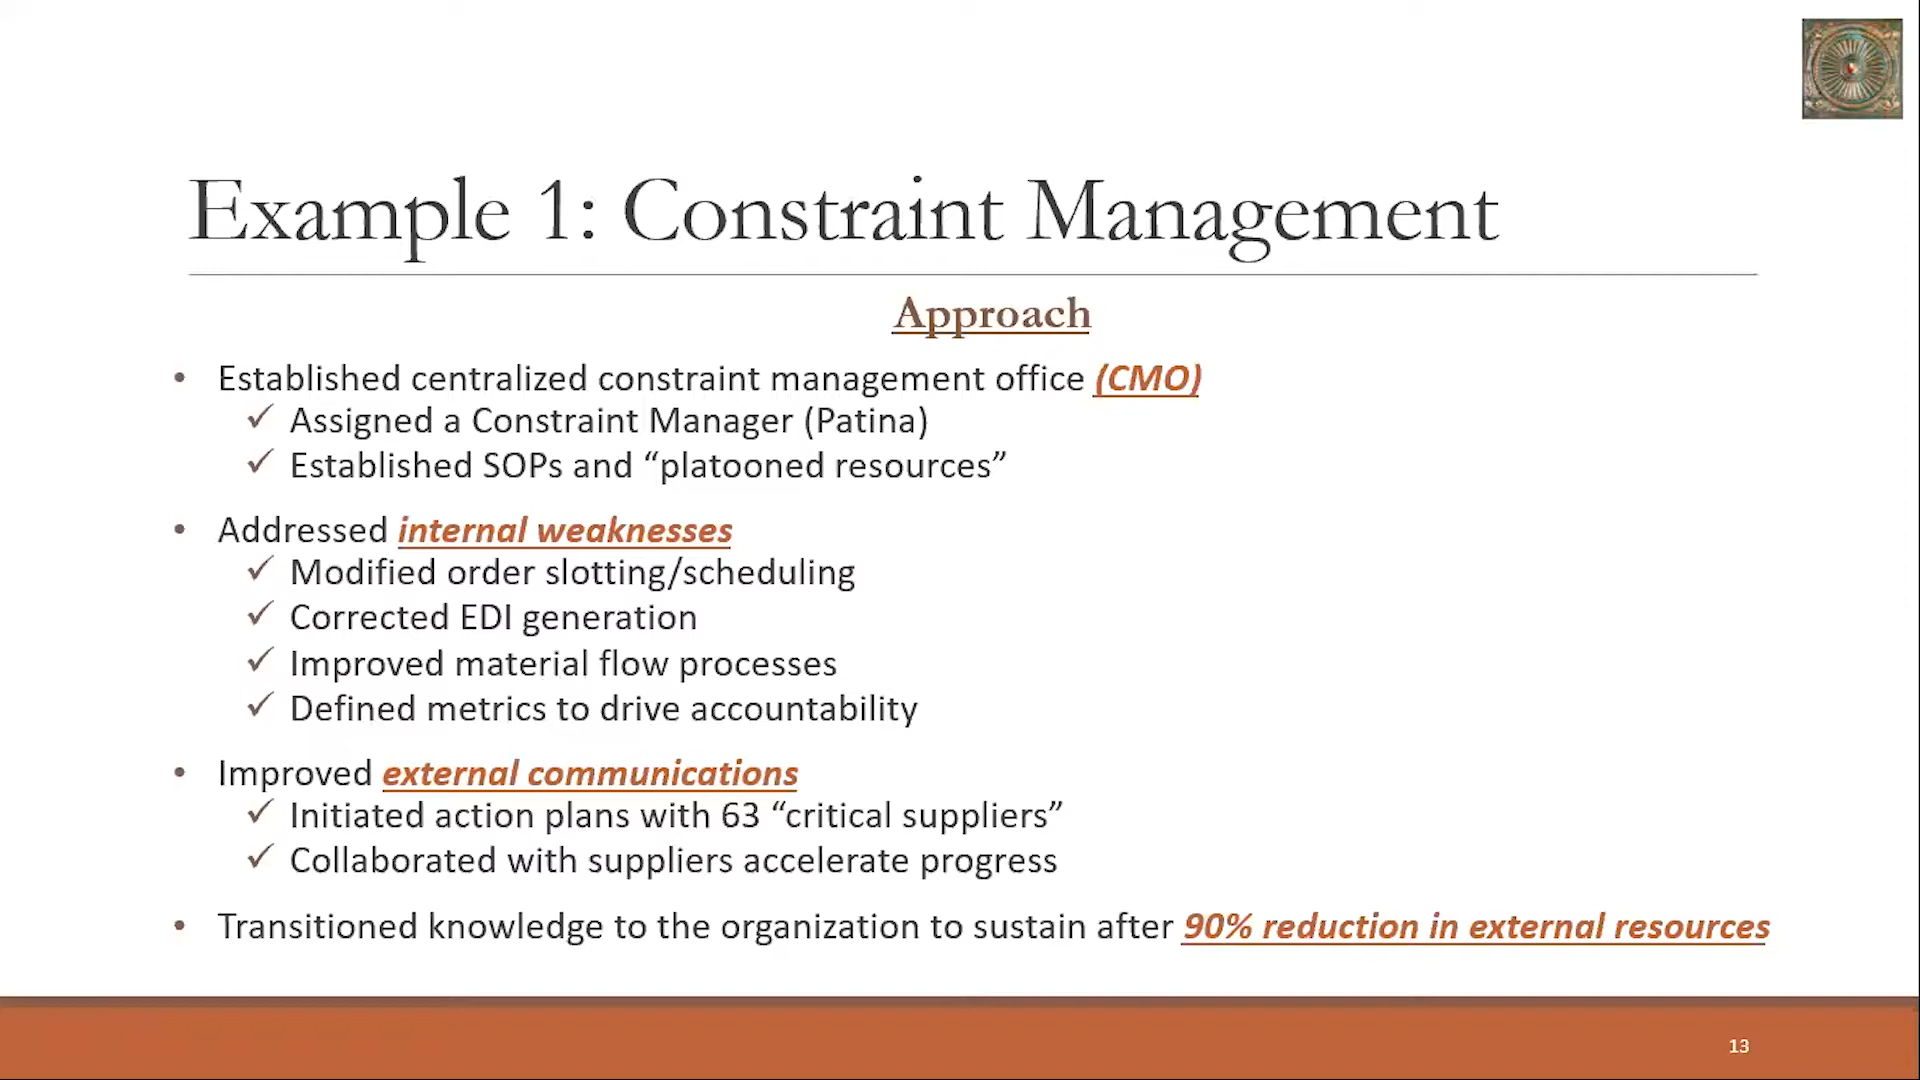 Example 1: Constraint Management
Approach
• Established centralized constraint management office (CMO)
✓ Assigned a Constraint Manager (Patina)
✓ Established SOPs and “platooned resources”
• Addressed internal weaknesses
✓ Modified order slotting/scheduling
✓ Corrected EDI generation
✓ Improved material flow processes
✓ Defined metrics to drive accountability
• Improved external communications
✓ Initiated action plans with 63 “critical suppliers”
✓ Collaborated with suppliers accelerate progress
• Transitioned knowledge to the organization to sustain after 90% reduction in external resources
13